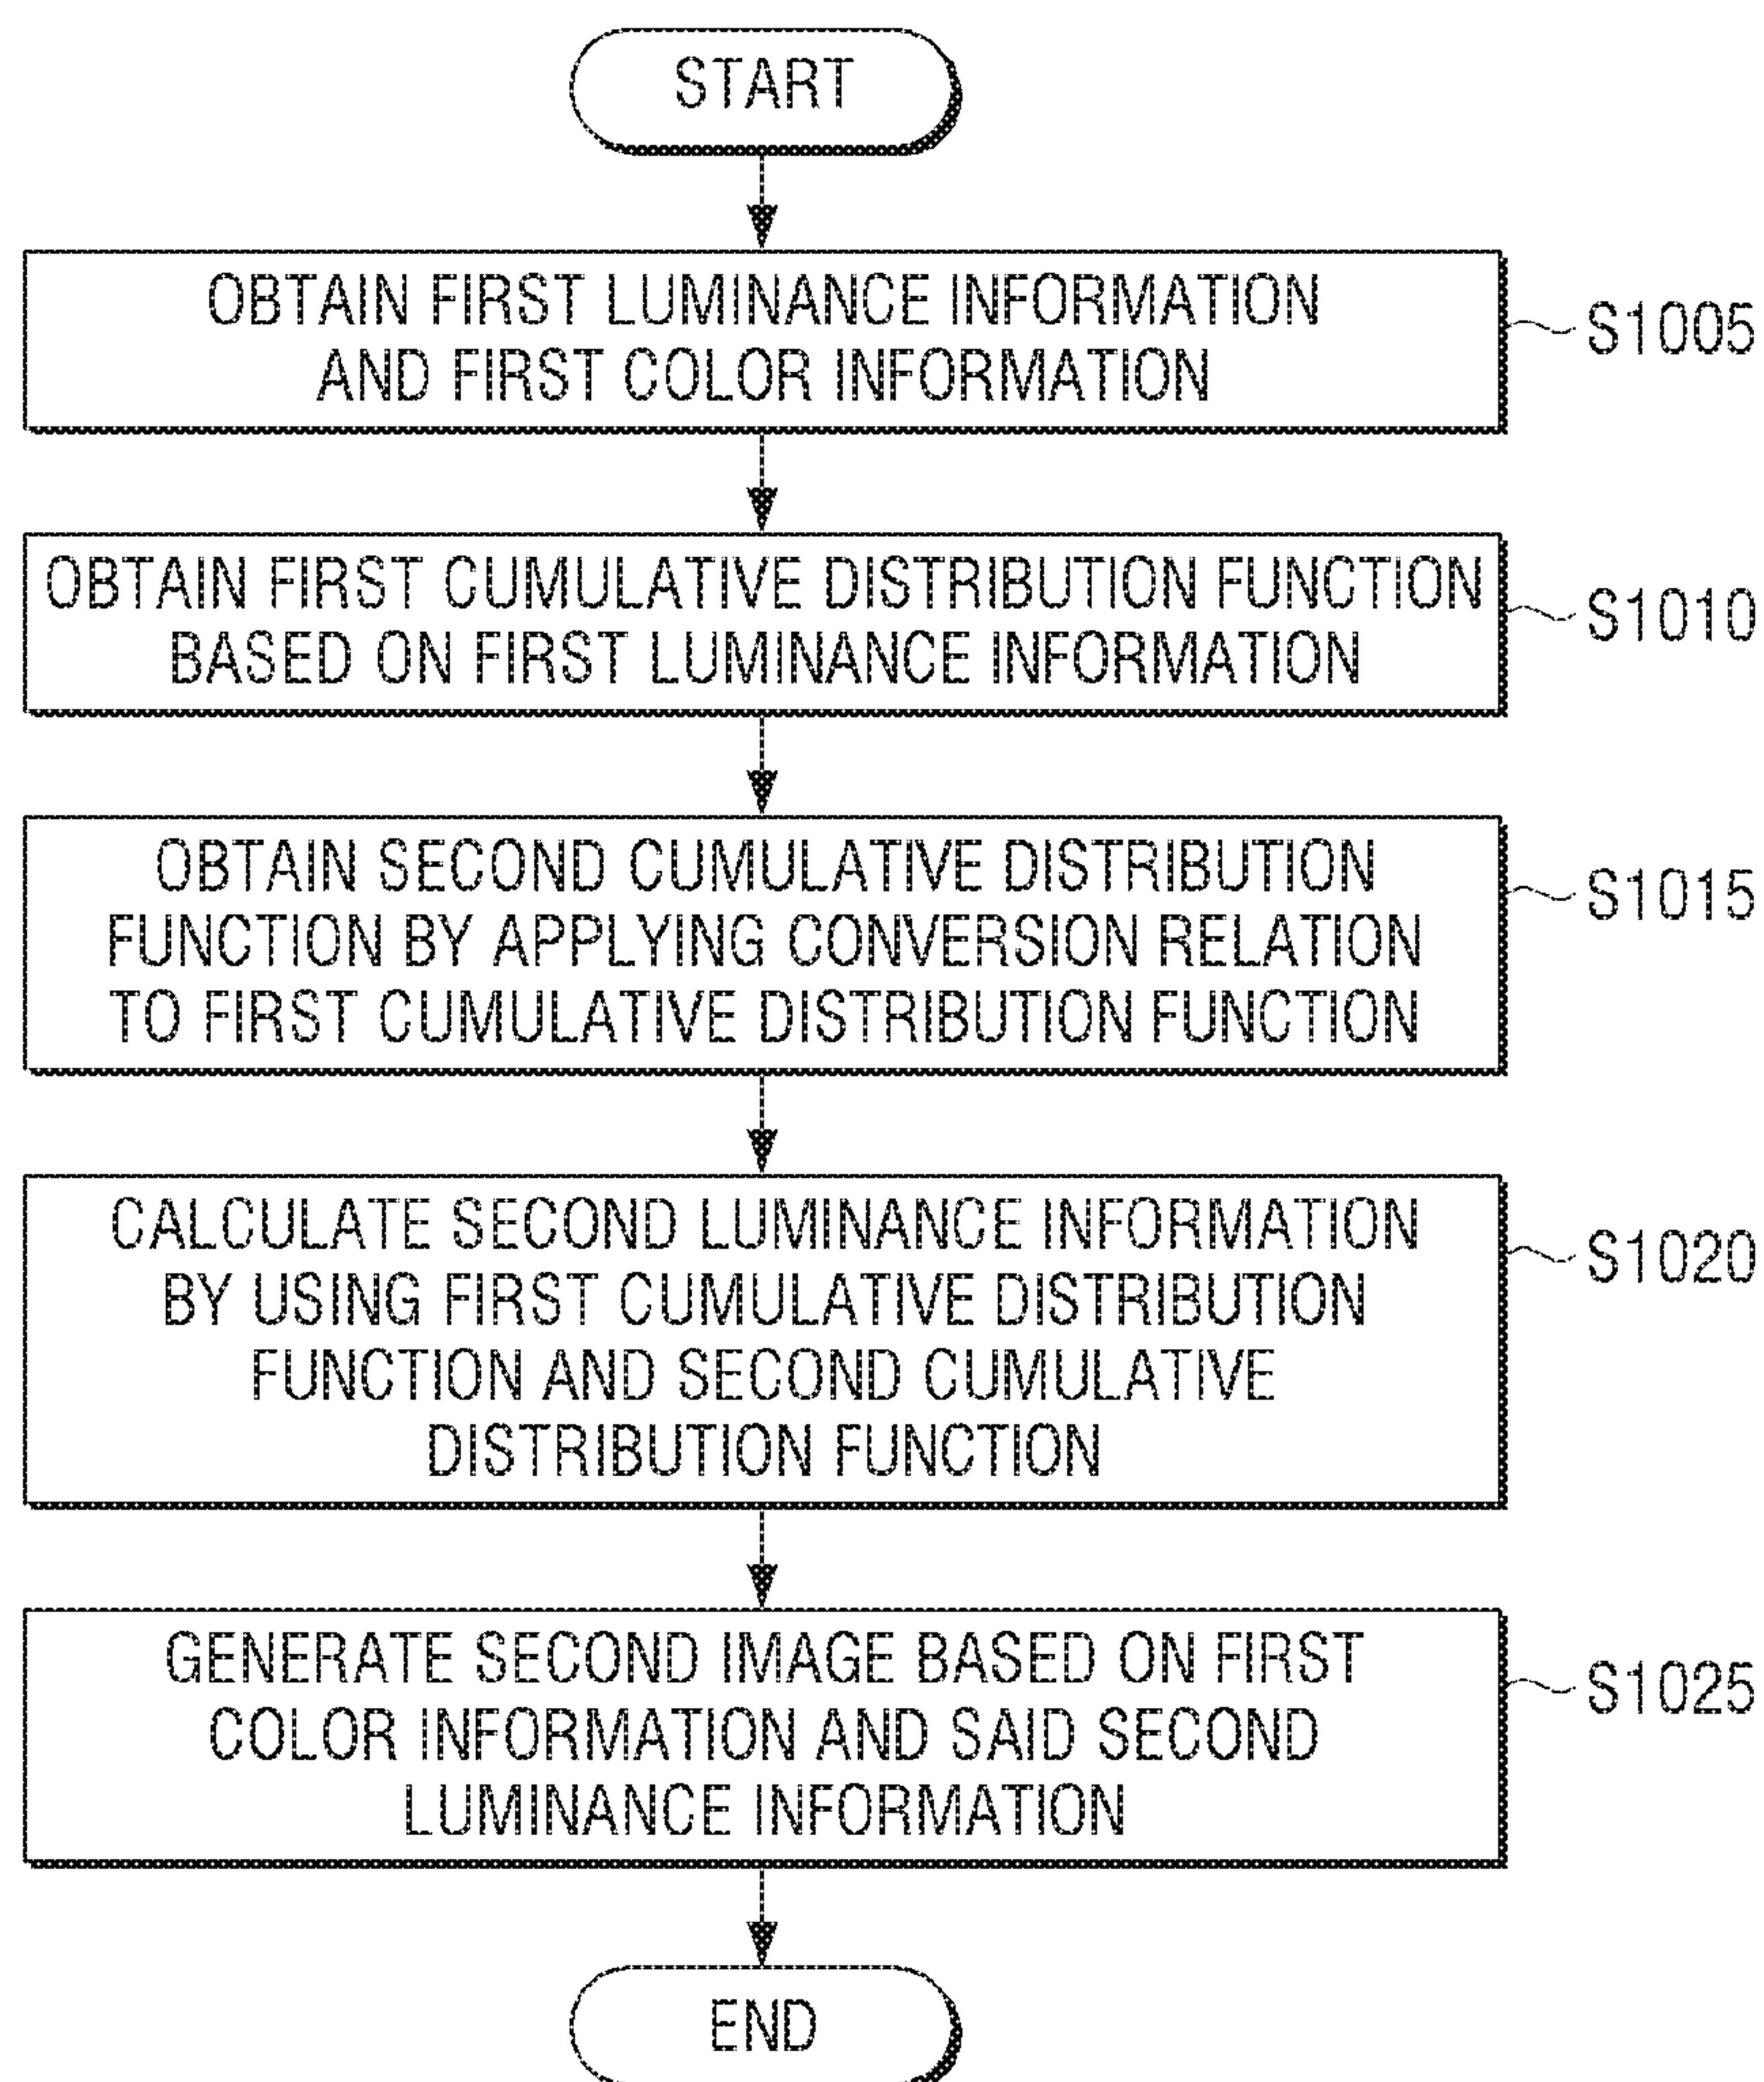 START
OBTAIN FIRST LUMINANCE INFORMATION
AND FIRST COLOR INFORMATION
S1005
OBTAIN FIRST CUMULATIVE DISTRIBUTION FUNCTION
BASED ON FIRST LUMINANCE INFORMATION
S1010
OBTAIN SECOND CUMULATIVE DISTRIBUTION
FUNCTION BY APPLYING CONVERSION RELATION
TO FIRST CUMULATIVE DISTRIBUTION FUNCTION
S1015
CALCULATE SECOND LUMINANCE INFORMATION
BY USING FIRST CUMULATIVE DISTRIBUTION
FUNCTION AND SECOND CUMULATIVE
DISTRIBUTION FUNCTION
S1020
GENERATE SECOND IMAGE BASED ON FIRST
COLOR INFORMATION AND SAID SECOND
LUMINANCE INFORMATION
S1025
END